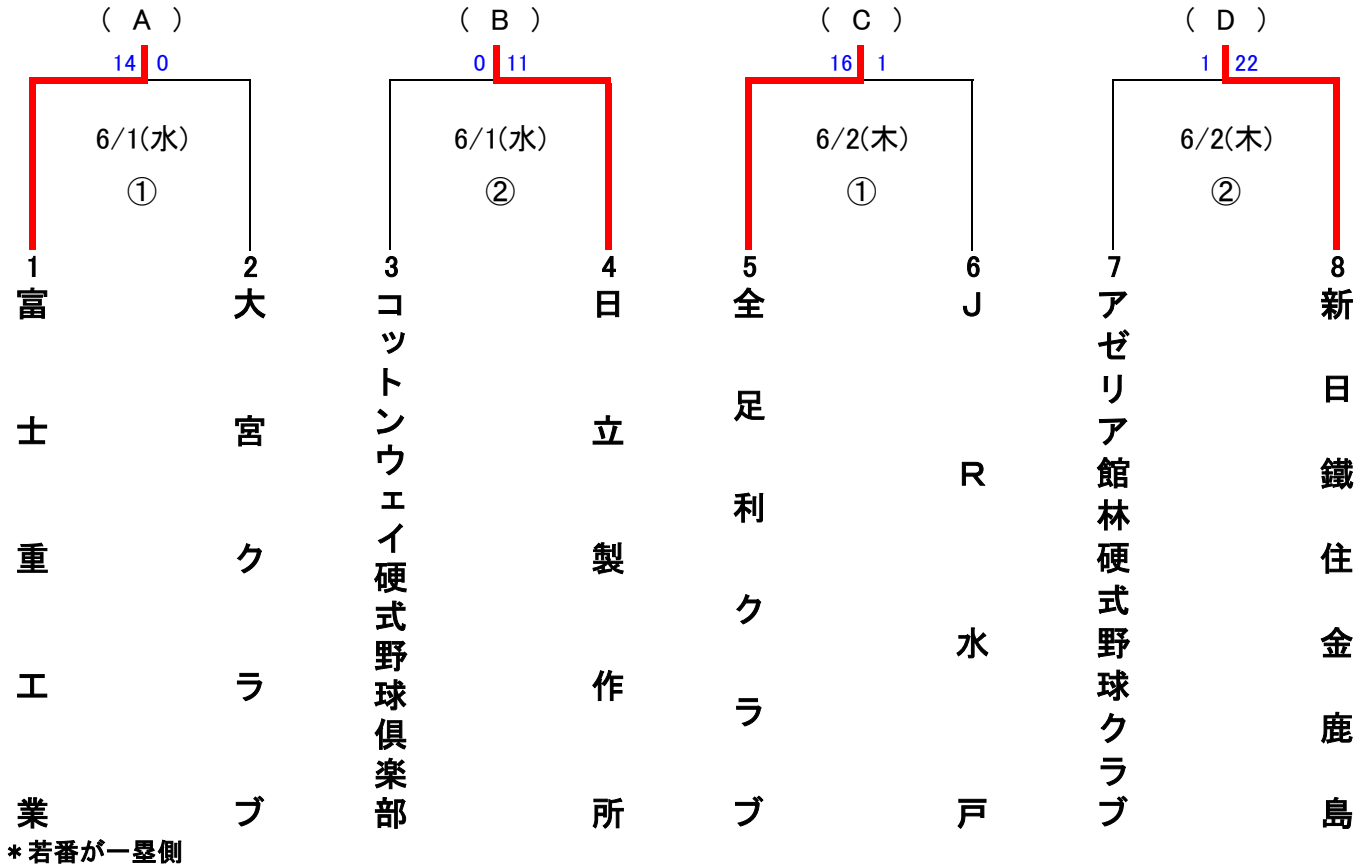 ( A )
( B )
( C )
( D )
14 0
0 11
16 1
1 22
6/1(水)
6/1(水)
6/2(木)
6/2(木)
①
②
①
②
1
2
3
4
5
6
7
8
富士重工業
大宮クラブ
コットンウェイ硬式野球倶楽部
日立製作所
全足利クラブ
JR水戸
アゼリア館林硬式野球クラブ
新日鐵住金鹿島
*若番が一塁側